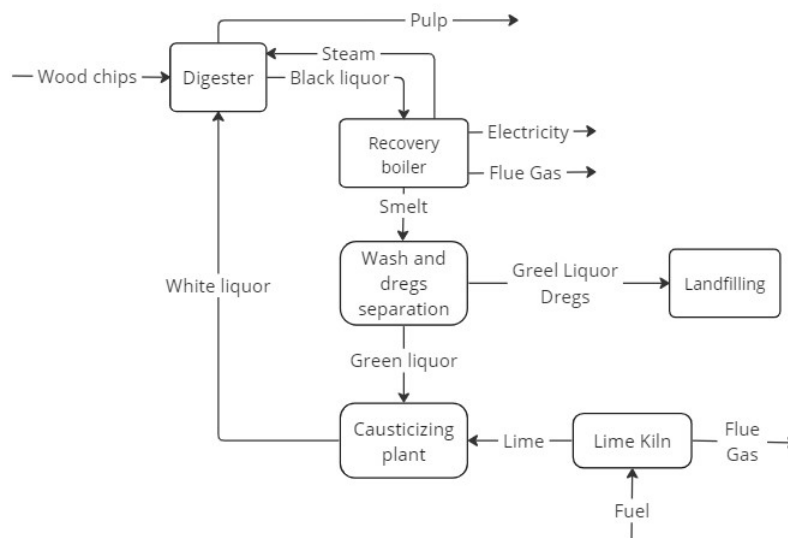 Pulp
Steam
Wood chips
Digester
Black liquor
Recovery
boiler
Electricity
Flue Gas
Smelt
Wash and
dregs
separation
Greel Liquor
Dregs
Landfilling
White liquor
Green liquor
Causticizing
plant
Lime
Lime Kiln
Flue
Gas
Fuel